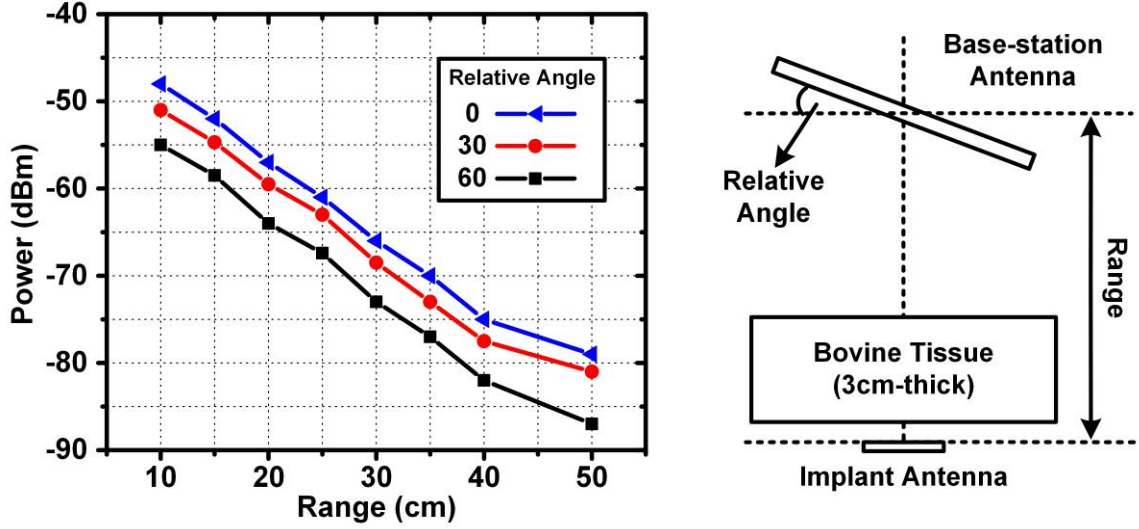 -40
-50
-60
-70
-80
-90
Power (dBm)
10
20
30
40
50
Range (cm)
Relative Angle
0
30
60
Base-station
Antenna
Relative
Angle
Range
Bovine Tissue
(3cm-thick)
Implant Antenna